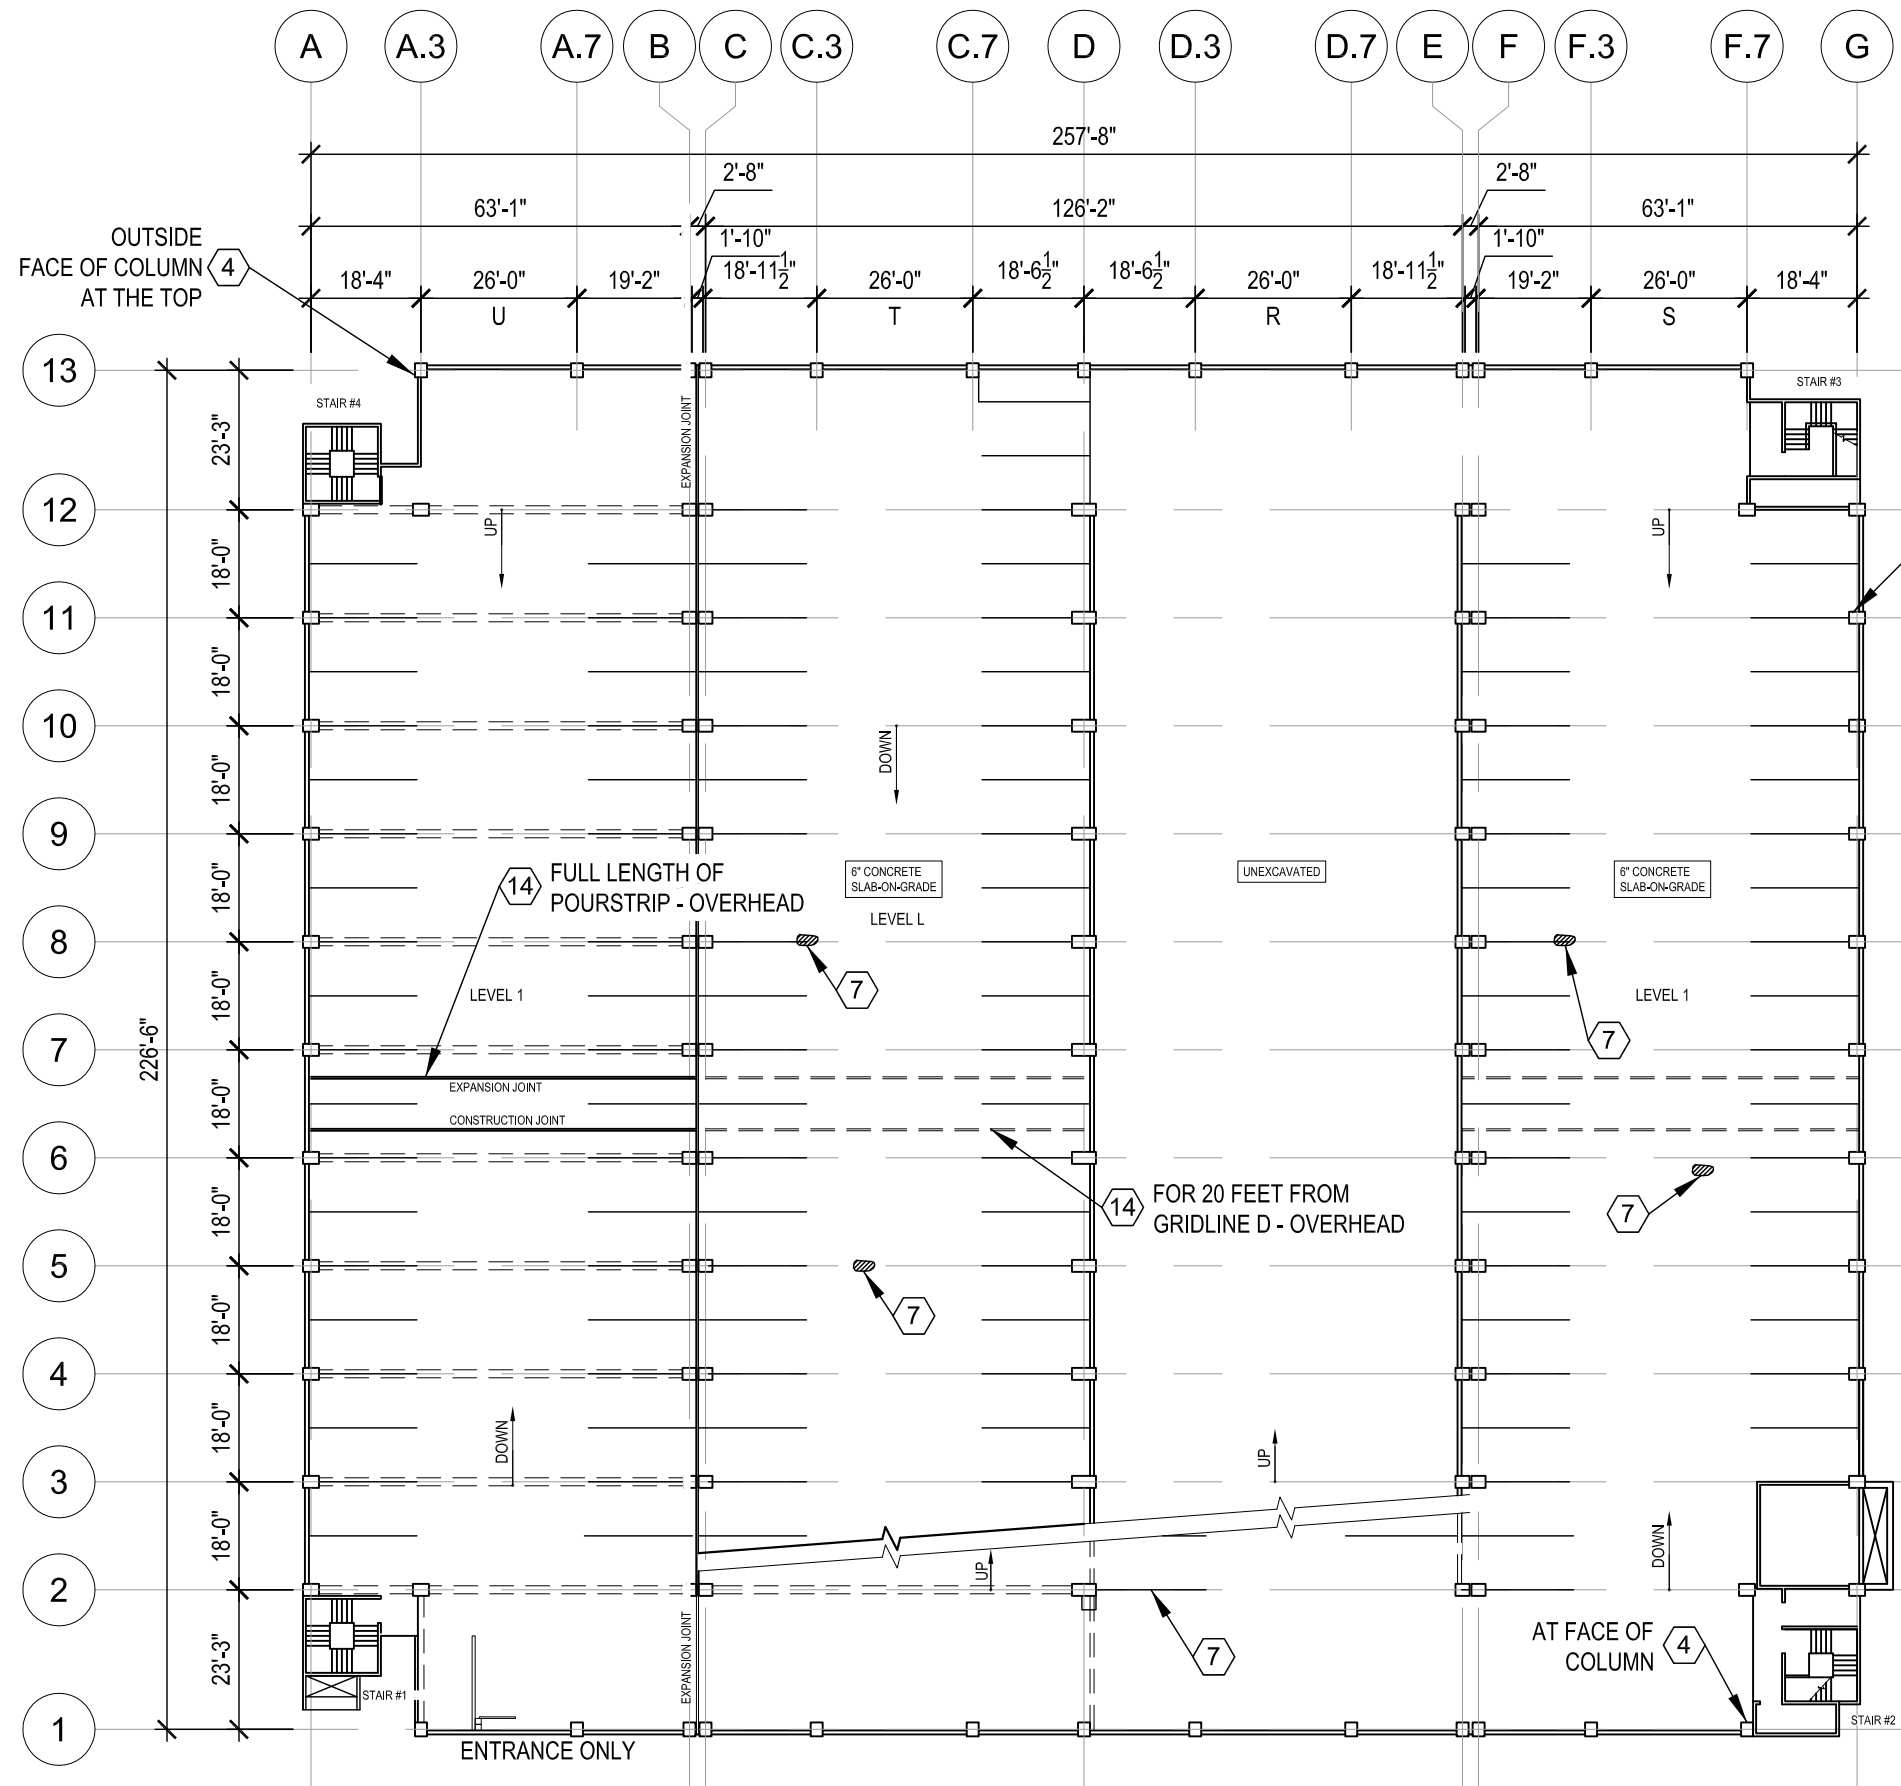 A A.3 A.7 B C C.3 C.7 D D.3 D.7 E F F.3 F.7 G
257'-8"
2'-8" 2'-8"
63'-1" 126'-2" 63'-1"
1'-10" 1'-10"
18'-4" 26'-0" 19'-2" 18'-11½" 26'-0" 18'-6½" 18'-6½" 26'-0" 18'-11½" 19'-2" 26'-0" 18'-4"
U T R S
OUTSIDE
FACE OF COLUMN
AT THE TOP
4
13
STAIR #4
STAIR #3
EXPANSION JOINT
23'-3"
12
UP
UP
18'-0"
11
18'-0"
10
DOWN
18'-0"
9
14
FULL LENGTH OF
POURSTRIP - OVERHEAD
6" CONCRETE
SLAB-ON-GRADE
UNEXCAVATED
6" CONCRETE
SLAB-ON-GRADE
18'-0"
LEVEL L
8
7
LEVEL 1
LEVEL 1
18'-0"
7
226'-6"
7
EXPANSION JOINT
18'-0"
CONSTRUCTION JOINT
6
14
FOR 20 FEET FROM
GRIDLINE D - OVERHEAD
7
18'-0"
5
7
18'-0"
4
DOWN
18'-0"
UP
3
18'-0"
DOWN
UP
2
EXPANSION JOINT
7
AT FACE OF
COLUMN
4
23'-3"
STAIR #1
STAIR #2
1
ENTRANCE ONLY